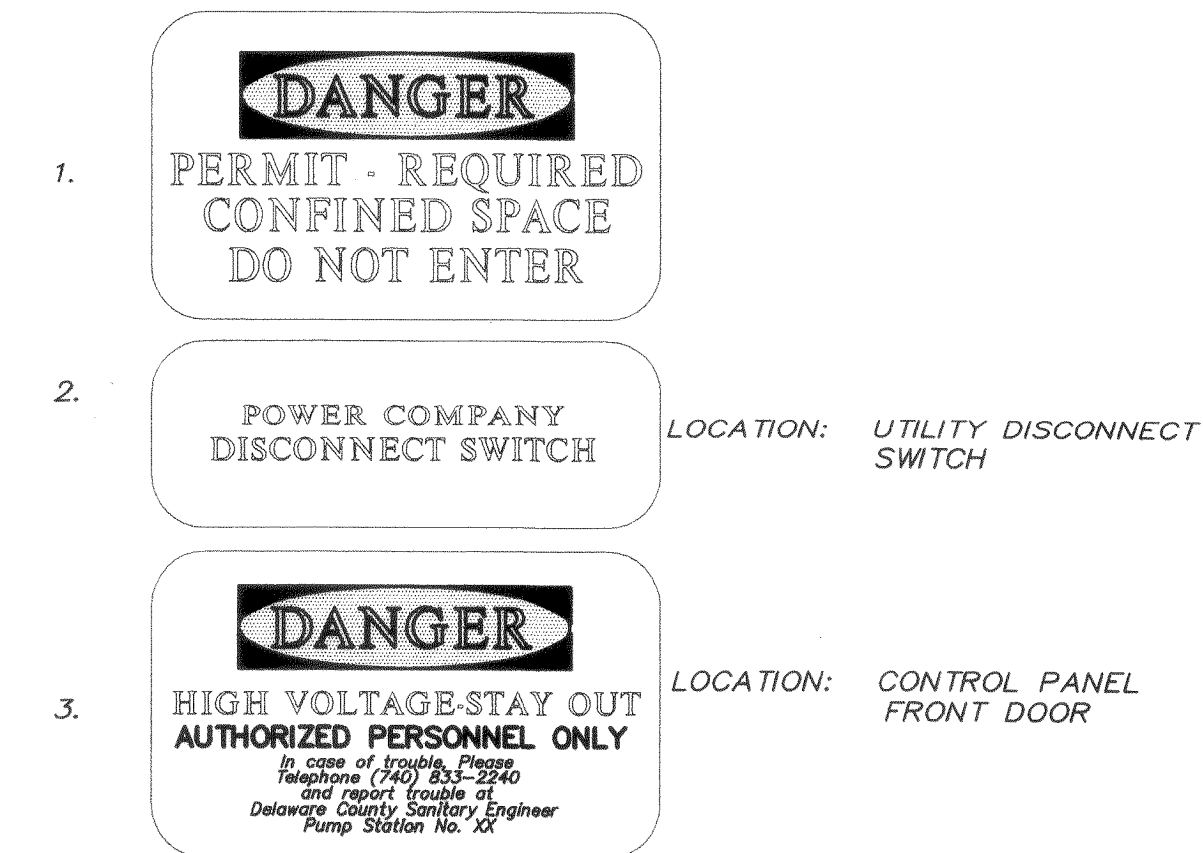 1.
DANGER
PERMIT - REQUIRED
CONFINED SPACE
DO NOT ENTER
2.
POWER COMPANY
DISCONNECT SWITCH
LOCATION: UTILITY DISCONNECT
SWITCH
3.
DANGER
HIGH VOLTAGE-STAY OUT
AUTHORIZED PERSONNEL ONLY
In case of trouble, Please
Telephone (740) 833-2240
and report trouble at
Delaware County Sanitary Engineer
Pump Station No. XX
LOCATION: CONTROL PANEL
FRONT DOOR